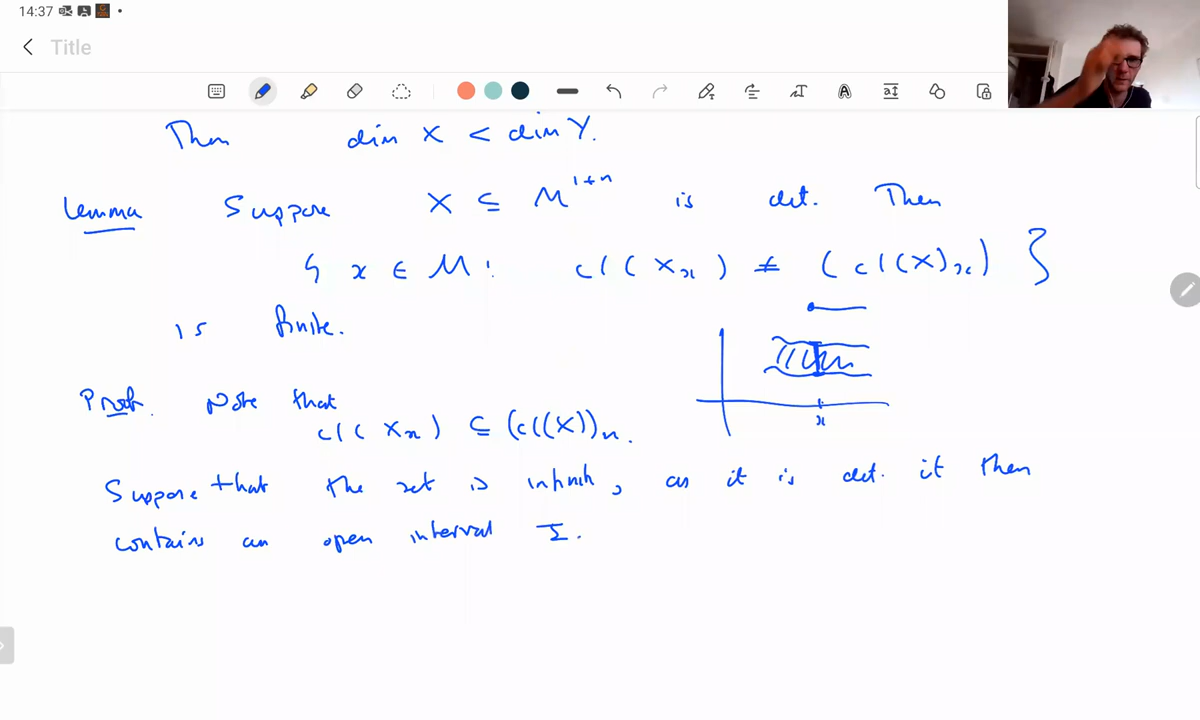 14:37
Title
Then dim X < dim Y.
Lemma Suppose X ⊆ M^{1+n} is def. Then
{ x ∈ M : cl(X_x) ≠ (cl(X)_x) }
is finite.
x
Proof. Note that
cl(X_x) ⊆ (cl(X))_x.
Suppose that the set is infinite, as it is def. it then
contains an open interval I.